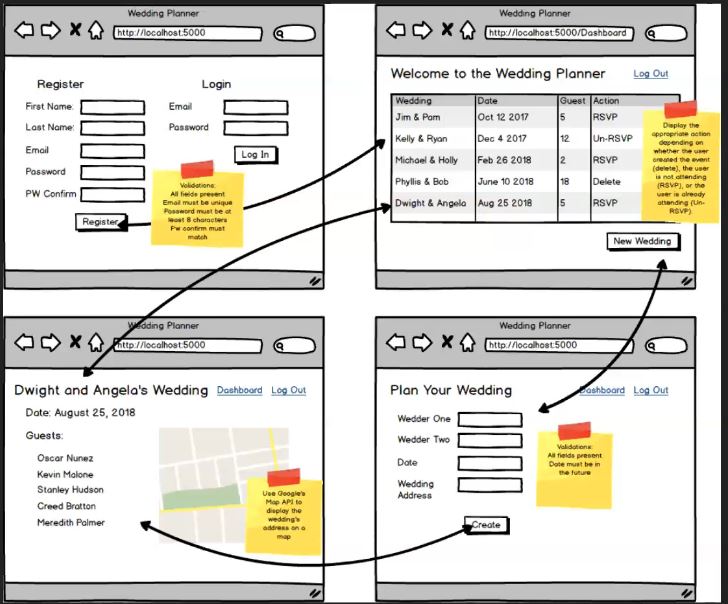 Wedding Planner
http://localhost:5000
Register
Login
First Name:
Last Name:
Email
Password
PW Confirm
Register
Email
Password
Log In
Validations:
All fields present
Email must be unique
Password must be at
least 8 characters
Pw confirm must
match
Wedding Planner
http://localhost:5000/Dashboard
Welcome to the Wedding Planner
Log Out
Wedding Date Guest Action
Jim & Pam Oct 12 2017 5 RSVP
Kelly & Ryan Dec 4 2017 12 Un-RSVP
Michael & Holly Feb 26 2018 2 RSVP
Phyllis & Bob June 10 2018 18 Delete
Dwight & Angela Aug 25 2018 5 RSVP
New Wedding
Display the
appropriate action
depending on
whether the user
created the event
(delete), the user
is not attending
(RSVP), or the
user is already
attending (Un-
RSVP).
Wedding Planner
http://localhost:5000
Dwight and Angela's Wedding
Dashboard
Log Out
Date: August 25, 2018
Guests:
Oscar Nunez
Kevin Malone
Stanley Hudson
Creed Bratton
Meredith Palmer
Use Google's
Map API to
display the
wedding's
address on a
map
Wedding Planner
http://localhost:5000
Plan Your Wedding
Dashboard
Log Out
Wedder One
Wedder Two
Date
Wedding
Address
Create
Validations:
All fields present
Date must be in
the future